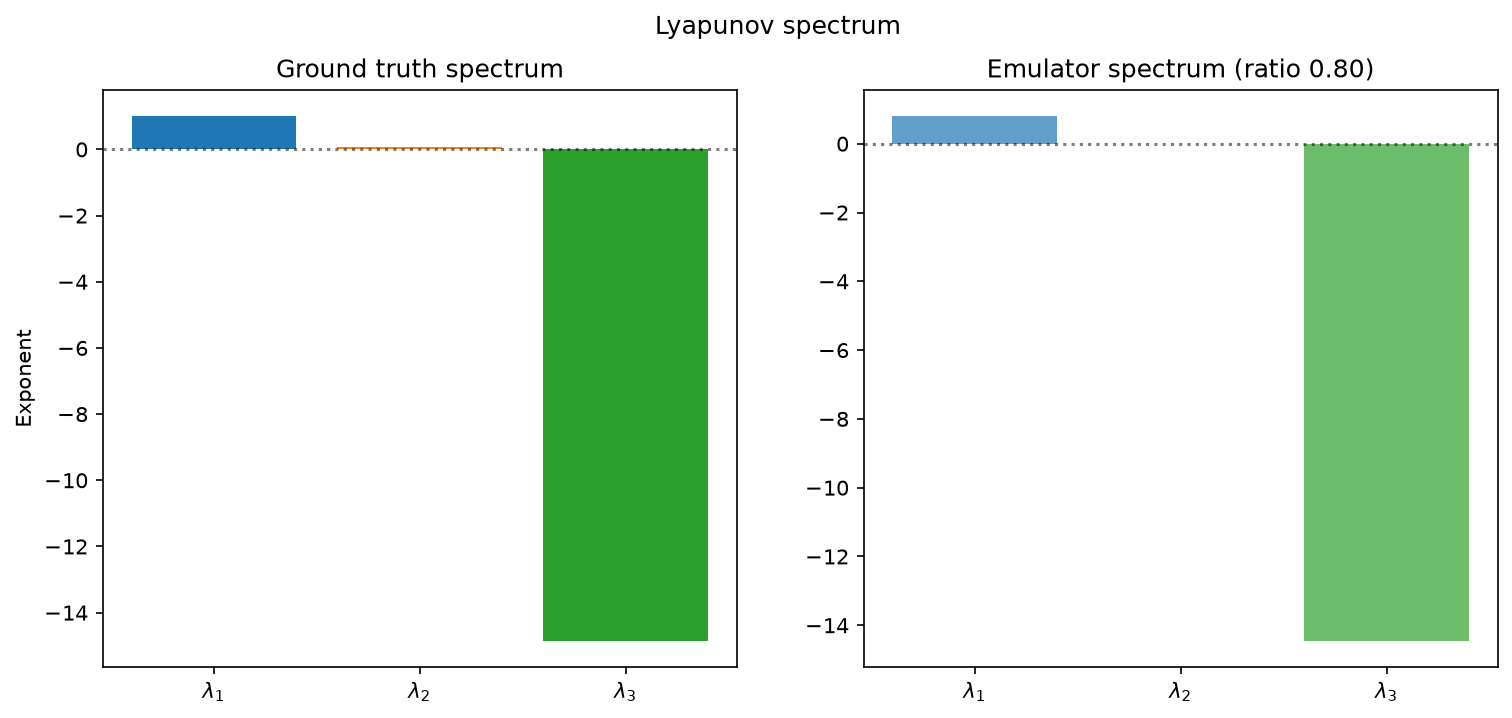 Lyapunov spectrum
Ground truth spectrum
Exponent
0
−2
−4
−6
−8
−10
−12
−14
λ₁
λ₂
λ₃
Emulator spectrum (ratio 0.80)
0
−2
−4
−6
−8
−10
−12
−14
λ₁
λ₂
λ₃